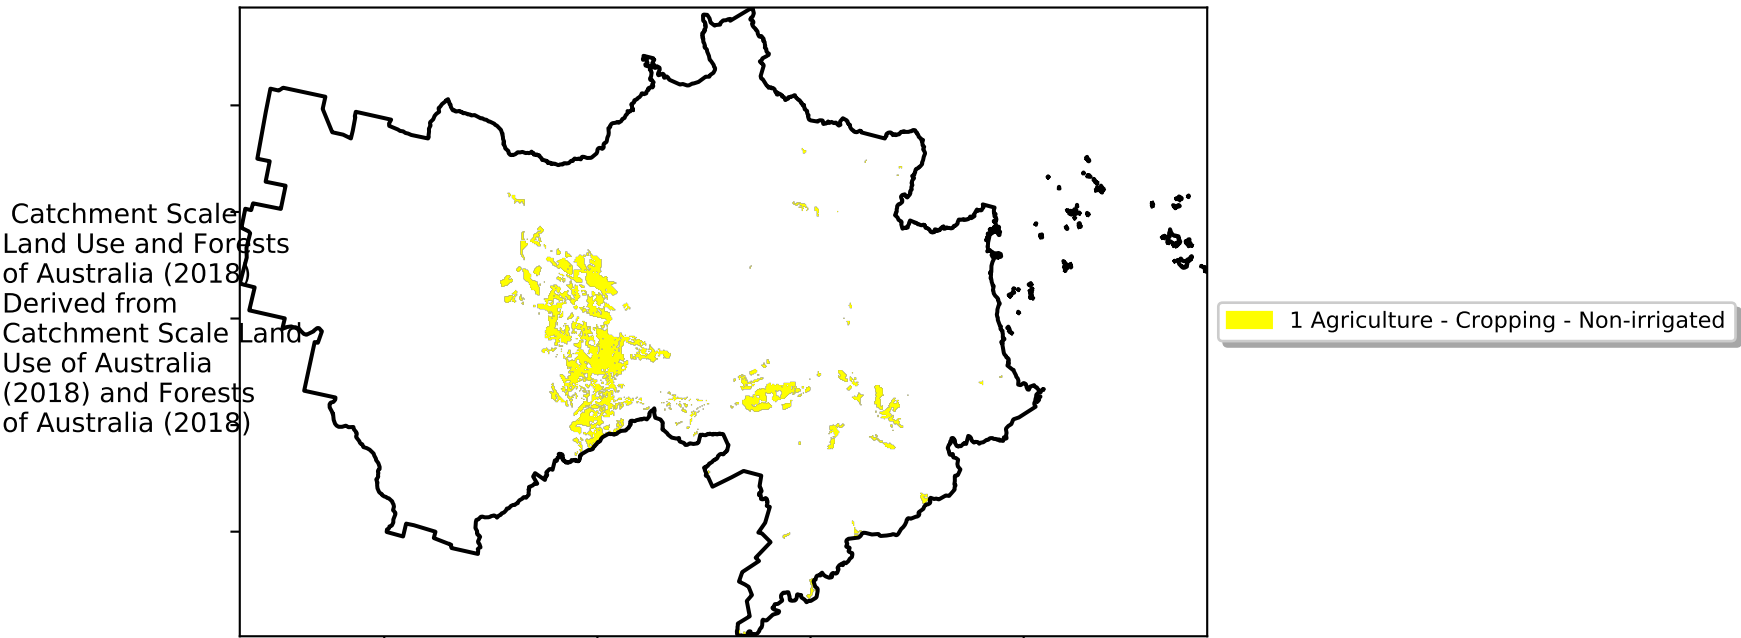 Catchment Scale
Land Use and Forests
of Australia (2018)
Derived from
Catchment Scale Land
Use of Australia
(2018) and Forests
of Australia (2018)
1 Agriculture - Cropping - Non-irrigated